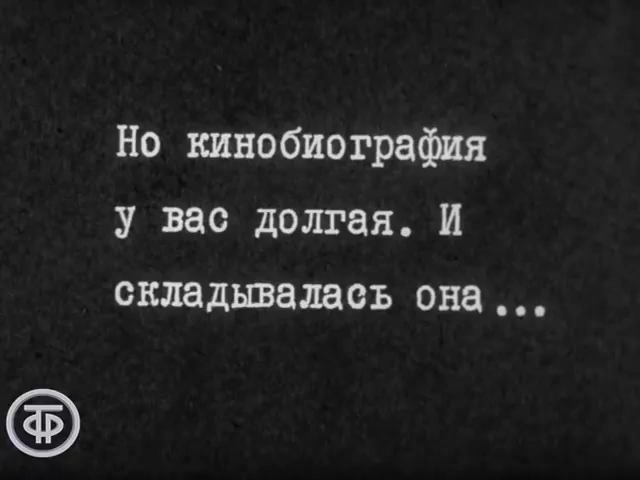 Но кинобиография
у вас долгая. И
складывалась она...